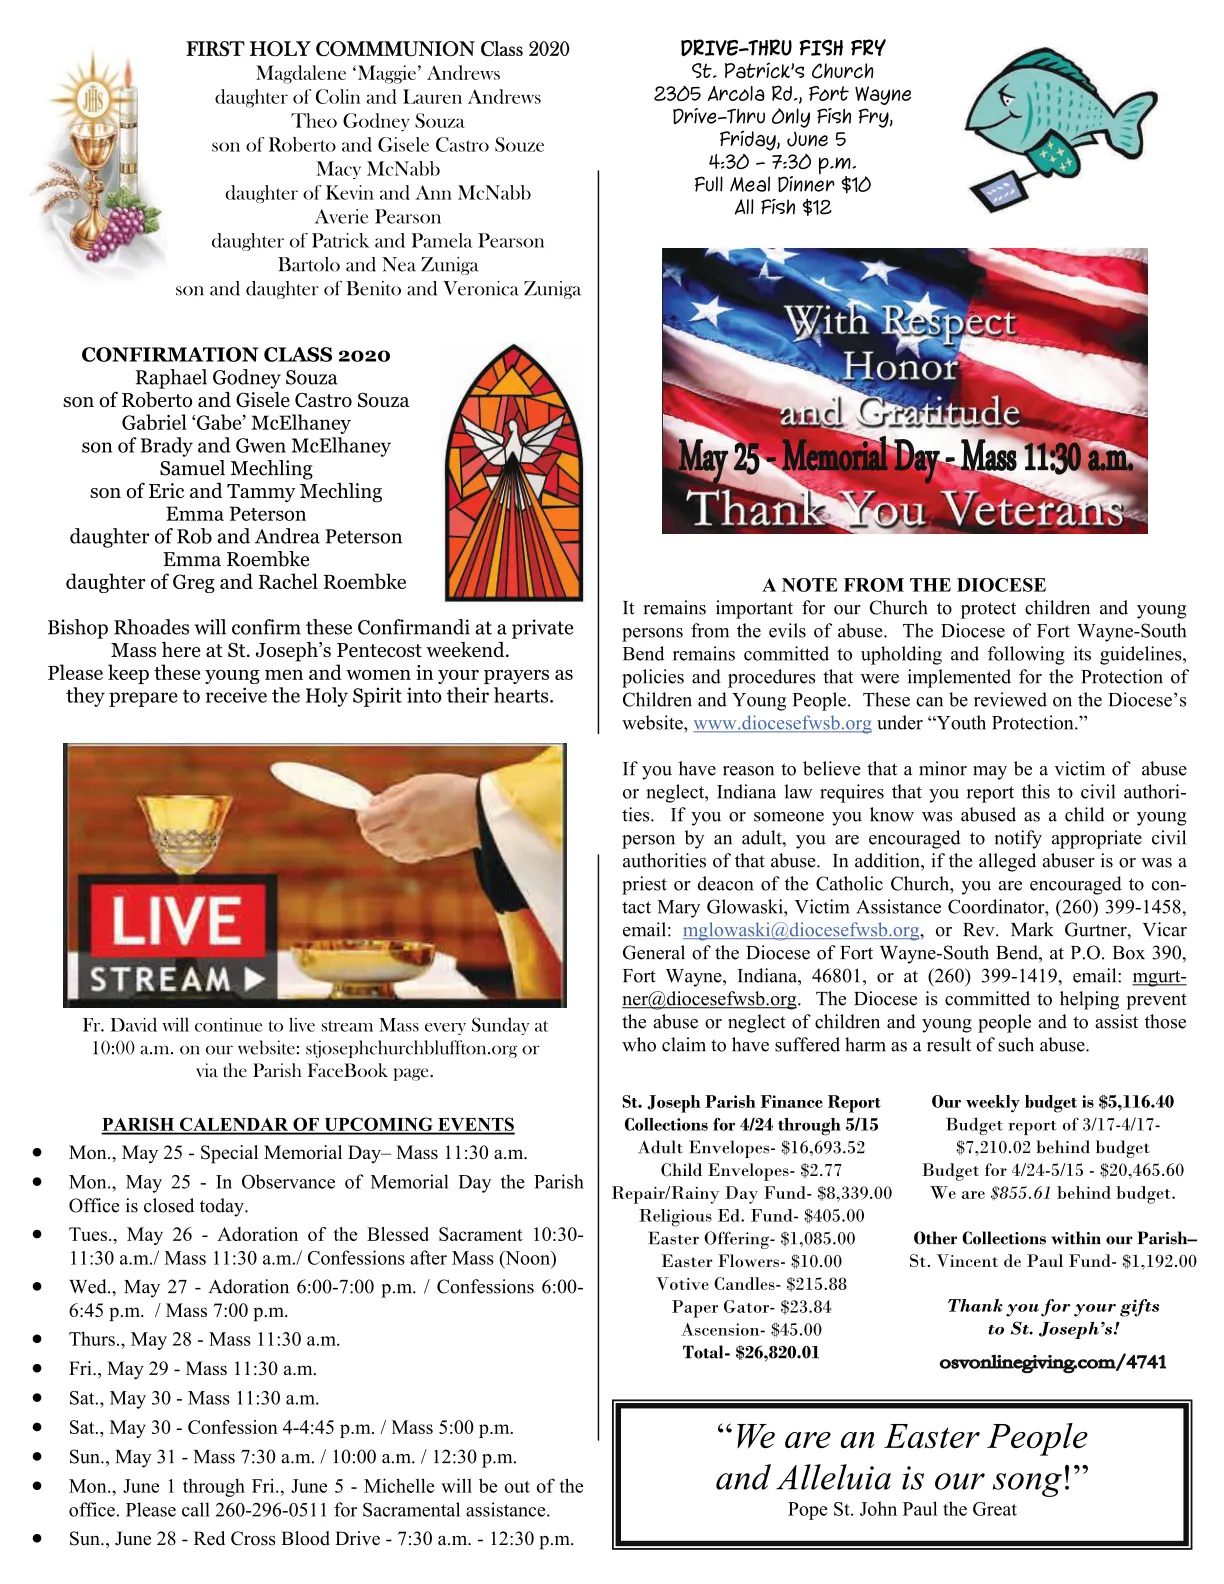 FIRST HOLY COMMMUNION Class 2020
Magdalene ‘Maggie’ Andrews
daughter of Colin and Lauren Andrews
Theo Godney Souza
son of Roberto and Gisele Castro Souze
Macy McNabb
daughter of Kevin and Ann McNabb
Averie Pearson
daughter of Patrick and Pamela Pearson
Bartolo and Nea Zuniga
son and daughter of Benito and Veronica Zuniga
JHS
CONFIRMATION CLASS 2020
Raphael Godney Souza
son of Roberto and Gisele Castro Souza
Gabriel ‘Gabe’ McElhaney
son of Brady and Gwen McElhaney
Samuel Mechling
son of Eric and Tammy Mechling
Emma Peterson
daughter of Rob and Andrea Peterson
Emma Roembke
daughter of Greg and Rachel Roembke
Bishop Rhoades will confirm these Confirmandi at a private
Mass here at St. Joseph’s Pentecost weekend.
Please keep these young men and women in your prayers as
they prepare to receive the Holy Spirit into their hearts.
LIVE
STREAM
Fr. David will continue to live stream Mass every Sunday at
10:00 a.m. on our website: stjosephchurchbluffton.org or
via the Parish FaceBook page.
PARISH CALENDAR OF UPCOMING EVENTS
• Mon., May 25 - Special Memorial Day– Mass 11:30 a.m.
• Mon., May 25 - In Observance of Memorial Day the Parish
Office is closed today.
• Tues., May 26 - Adoration of the Blessed Sacrament 10:30-
11:30 a.m./ Mass 11:30 a.m./ Confessions after Mass (Noon)
• Wed., May 27 - Adoration 6:00-7:00 p.m. / Confessions 6:00-
6:45 p.m. / Mass 7:00 p.m.
• Thurs., May 28 - Mass 11:30 a.m.
• Fri., May 29 - Mass 11:30 a.m.
• Sat., May 30 - Mass 11:30 a.m.
• Sat., May 30 - Confession 4-4:45 p.m. / Mass 5:00 p.m.
• Sun., May 31 - Mass 7:30 a.m. / 10:00 a.m. / 12:30 p.m.
• Mon., June 1 through Fri., June 5 - Michelle will be out of the
office. Please call 260-296-0511 for Sacramental assistance.
• Sun., June 28 - Red Cross Blood Drive - 7:30 a.m. - 12:30 p.m.
DRIVE-THRU FISH FRY
St. Patrick's Church
2305 Arcola Rd., Fort Wayne
Drive-Thru Only Fish Fry,
Friday, June 5
4:30 - 7:30 p.m.
Full Meal Dinner $10
All Fish $12
With Respect
Honor
and Gratitude
May 25 - Memorial Day - Mass 11:30 a.m.
Thank You Veterans
A NOTE FROM THE DIOCESE
It remains important for our Church to protect children and young
persons from the evils of abuse. The Diocese of Fort Wayne-South
Bend remains committed to upholding and following its guidelines,
policies and procedures that were implemented for the Protection of
Children and Young People. These can be reviewed on the Diocese’s
website, www.diocesefwsb.org under “Youth Protection.”
If you have reason to believe that a minor may be a victim of abuse
or neglect, Indiana law requires that you report this to civil authori-
ties. If you or someone you know was abused as a child or young
person by an adult, you are encouraged to notify appropriate civil
authorities of that abuse. In addition, if the alleged abuser is or was a
priest or deacon of the Catholic Church, you are encouraged to con-
tact Mary Glowaski, Victim Assistance Coordinator, (260) 399-1458,
email: mglowaski@diocesefwsb.org, or Rev. Mark Gurtner, Vicar
General of the Diocese of Fort Wayne-South Bend, at P.O. Box 390,
Fort Wayne, Indiana, 46801, or at (260) 399-1419, email: mgurt-
ner@diocesefwsb.org. The Diocese is committed to helping prevent
the abuse or neglect of children and young people and to assist those
who claim to have suffered harm as a result of such abuse.
St. Joseph Parish Finance Report
Collections for 4/24 through 5/15
Adult Envelopes- $16,693.52
Child Envelopes- $2.77
Repair/Rainy Day Fund- $8,339.00
Religious Ed. Fund- $405.00
Easter Offering- $1,085.00
Easter Flowers- $10.00
Votive Candles- $215.88
Paper Gator- $23.84
Ascension- $45.00
Total- $26,820.01
Our weekly budget is $5,116.40
Budget report of 3/17-4/17-
$7,210.02 behind budget
Budget for 4/24-5/15 - $20,465.60
We are $855.61 behind budget.
Other Collections within our Parish–
St. Vincent de Paul Fund- $1,192.00
Thank you for your gifts
to St. Joseph’s!
osvonlinegiving.com/4741
“We are an Easter People
and Alleluia is our song!”
Pope St. John Paul the Great